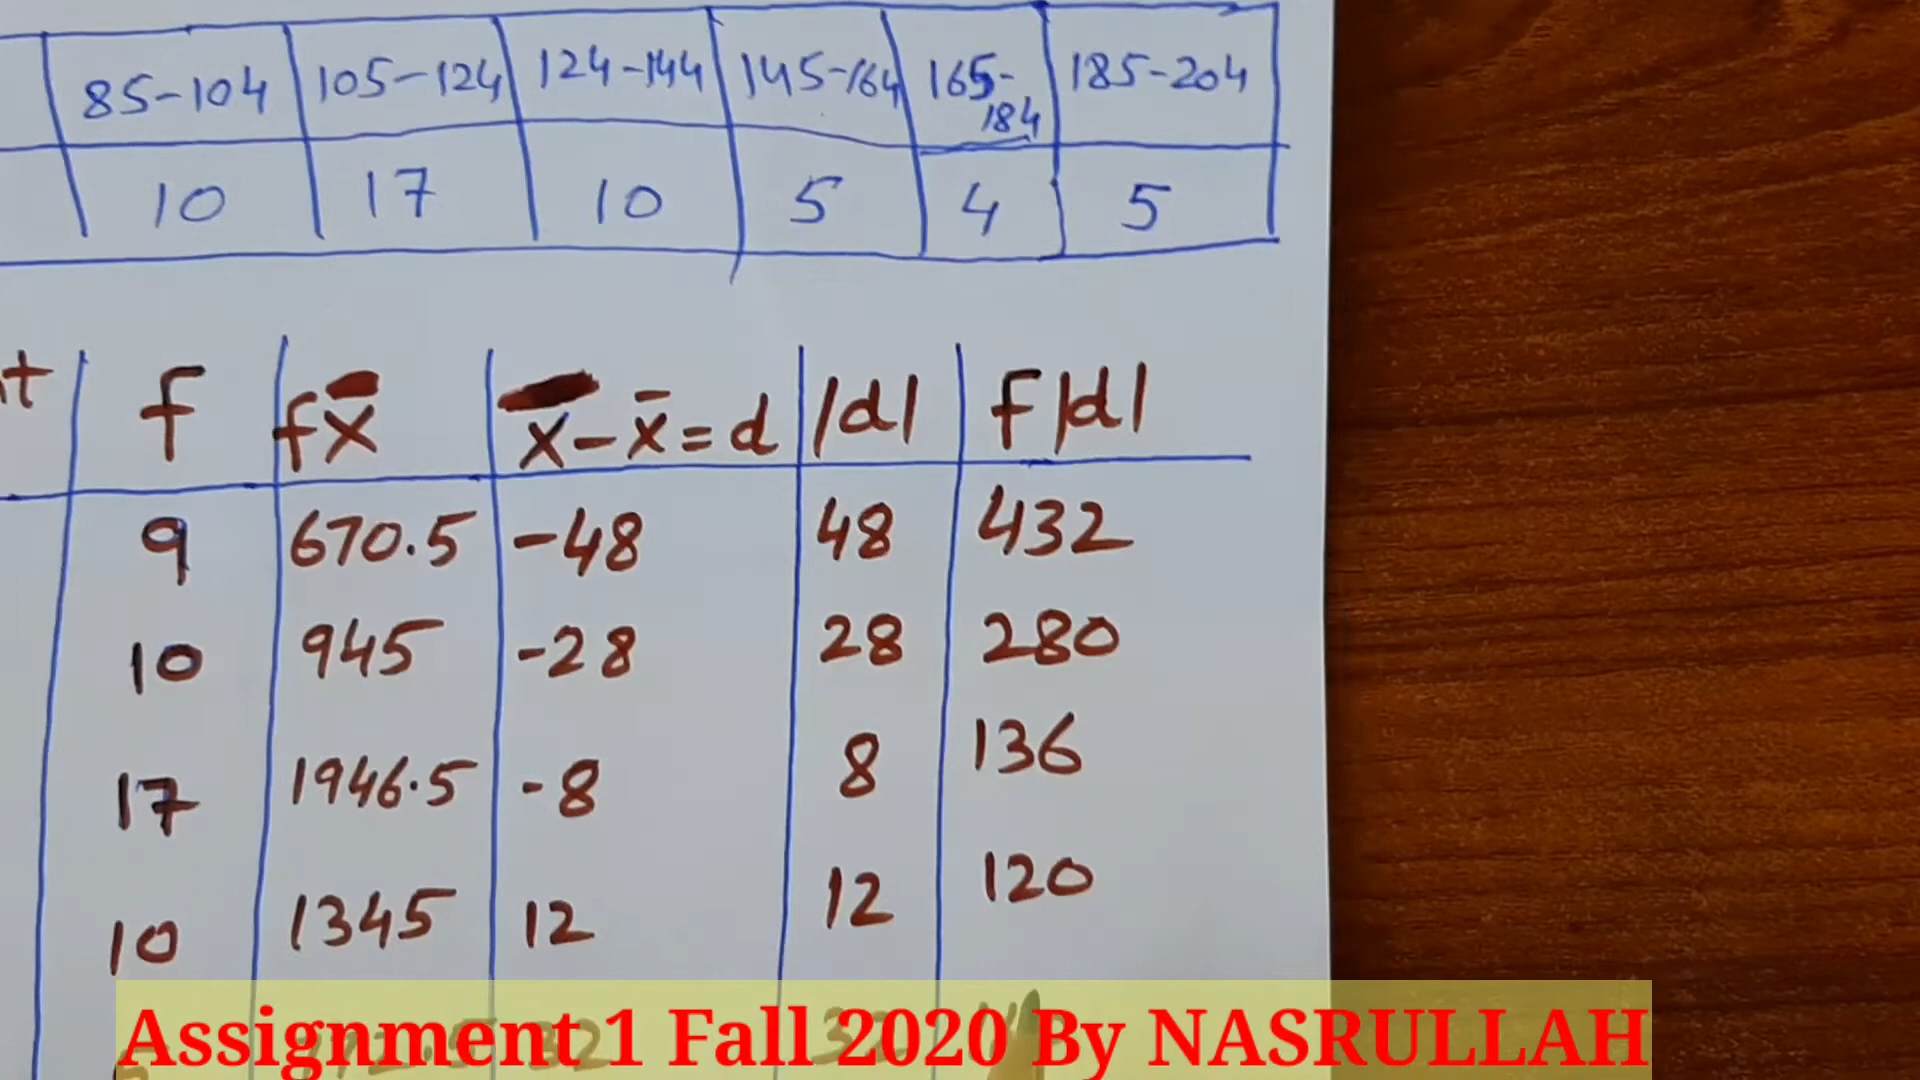 85-104 105-124 124-144 145-164 165-184 185-204
10 17 10 5 4 5
f fx x-x̄=d |d| f|d|
9 670.5 -48 48 432
10 945 -28 28 280
17 1946.5 -8 8 136
10 1345 12 12 120
Assignment 1 Fall 2020 By NASRULLAH